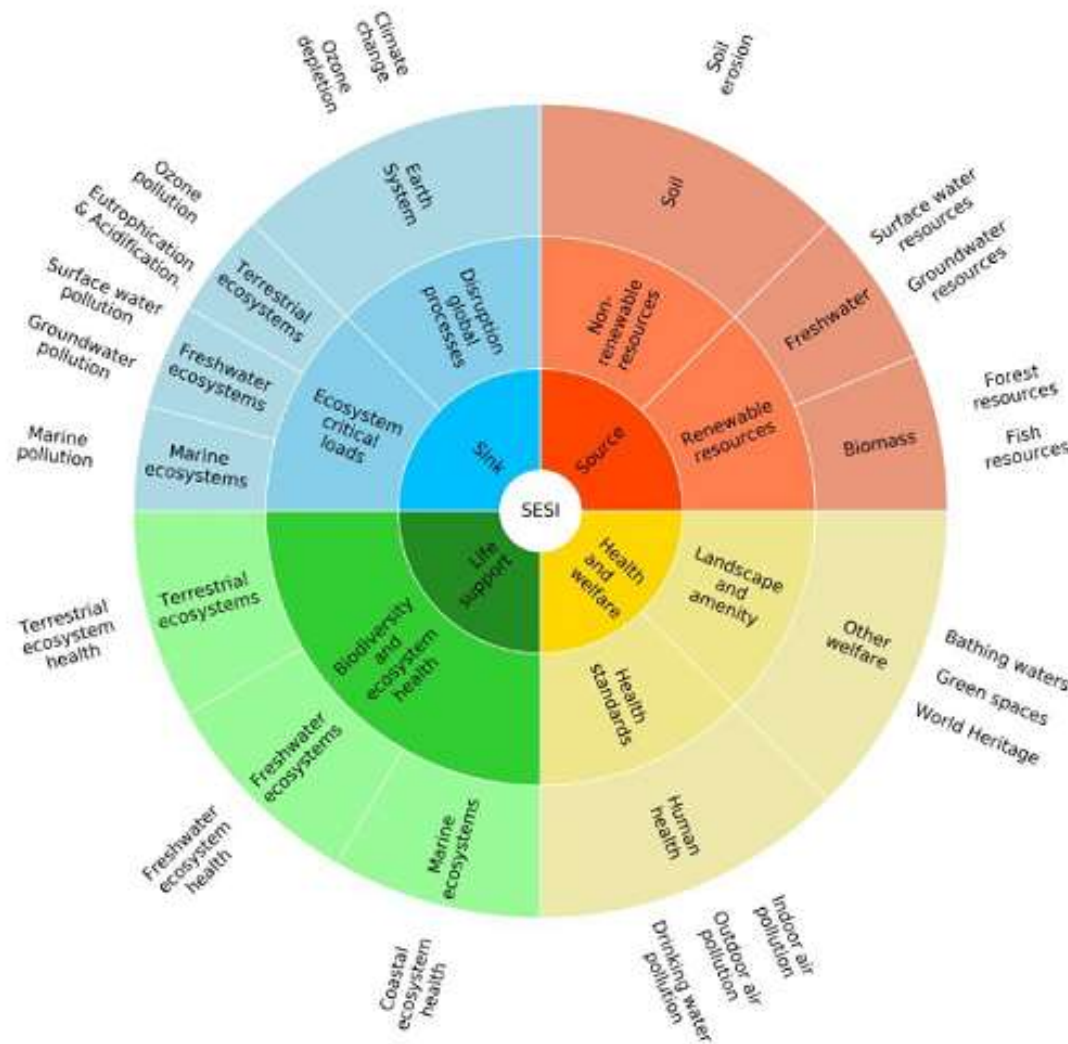 Climate
change
Ozone
depletion
Soil
erosion
Ozone
pollution
Eutrophication
& Acidification.
Surface water
pollution
Groundwater
pollution
Marine
pollution
Earth
System
Terrestrial
ecosystems
Freshwater
ecosystems
Marine
ecosystems
Disruption
global
processes
Ecosystem
critical
loads
Sink
Soil
Freshwater
Biomass
Non-
renewable
resources
Renewable
resources
Source
Surface water
resources
Groundwater
resources
Forest
resources
Fish
resources
SESI
Life
support
Biodiversity
and
ecosystem
health
Terrestrial
ecosystems
Freshwater
ecosystems
Marine
ecosystems
Terrestrial
ecosystem
health
Freshwater
ecosystem
health
Coastal
ecosystem
health
Health
and
welfare
Landscape
and
amenity
Health
standards
Other
welfare
Human
health
Bathing waters
Green spaces
World Heritage
Indoor air
pollution
Outdoor air
pollution
Drinking water
pollution